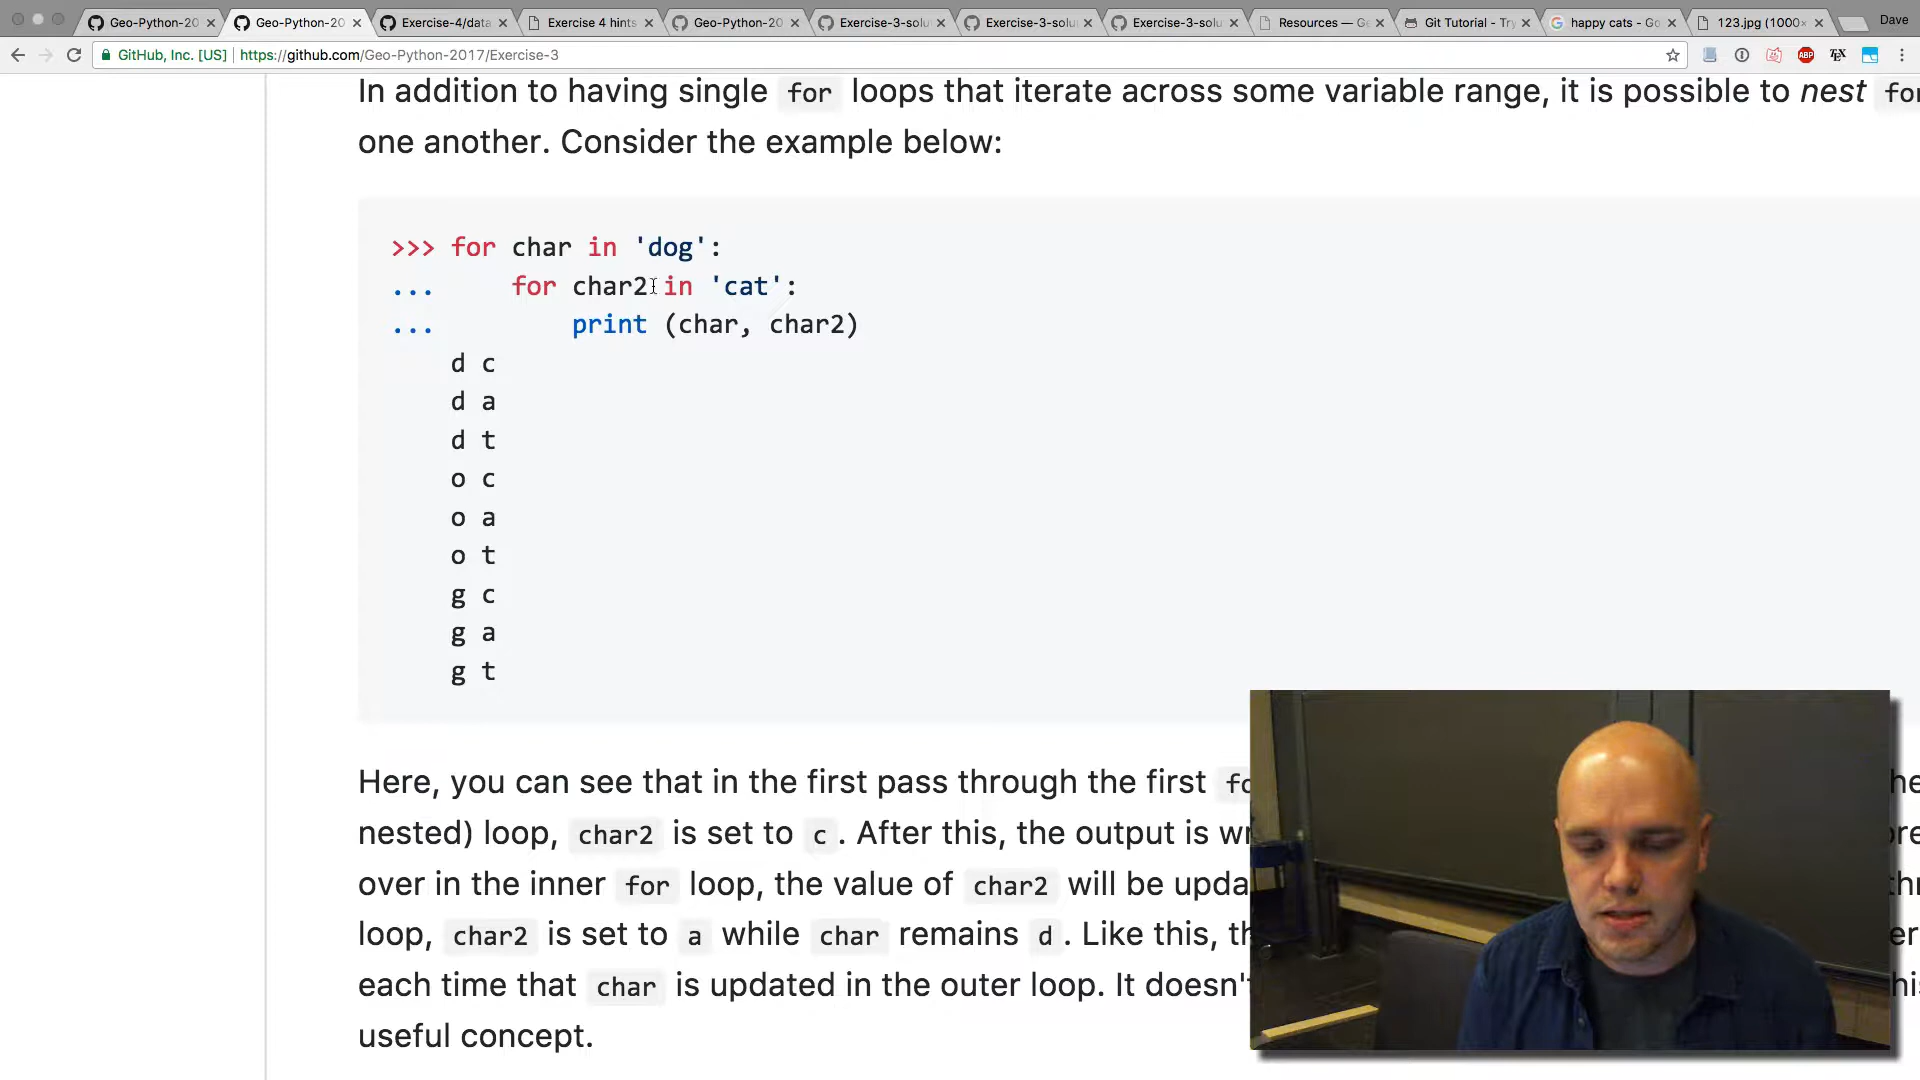 Geo-Python-20
Geo-Python-20
Exercise-4/data
Exercise 4 hints
Geo-Python-20
Exercise-3-solu
Exercise-3-solu
Exercise-3-solu
Resources — Ge
Git Tutorial - Try
happy cats - Go
123.jpg (1000×
Dave
GitHub, Inc. [US] https://github.com/Geo-Python-2017/Exercise-3
In addition to having single for loops that iterate across some variable range, it is possible to nest for
one another. Consider the example below:
>>> for char in 'dog':
... for char2 in 'cat':
... print (char, char2)
d c
d a
d t
o c
o a
o t
g c
g a
g t
Here, you can see that in the first pass through the first
nested) loop, char2 is set to c. After this, the output is
over in the inner for loop, the value of char2 will be
loop, char2 is set to a while char remains d. Like this,
each time that char is updated in the outer loop. It
useful concept.